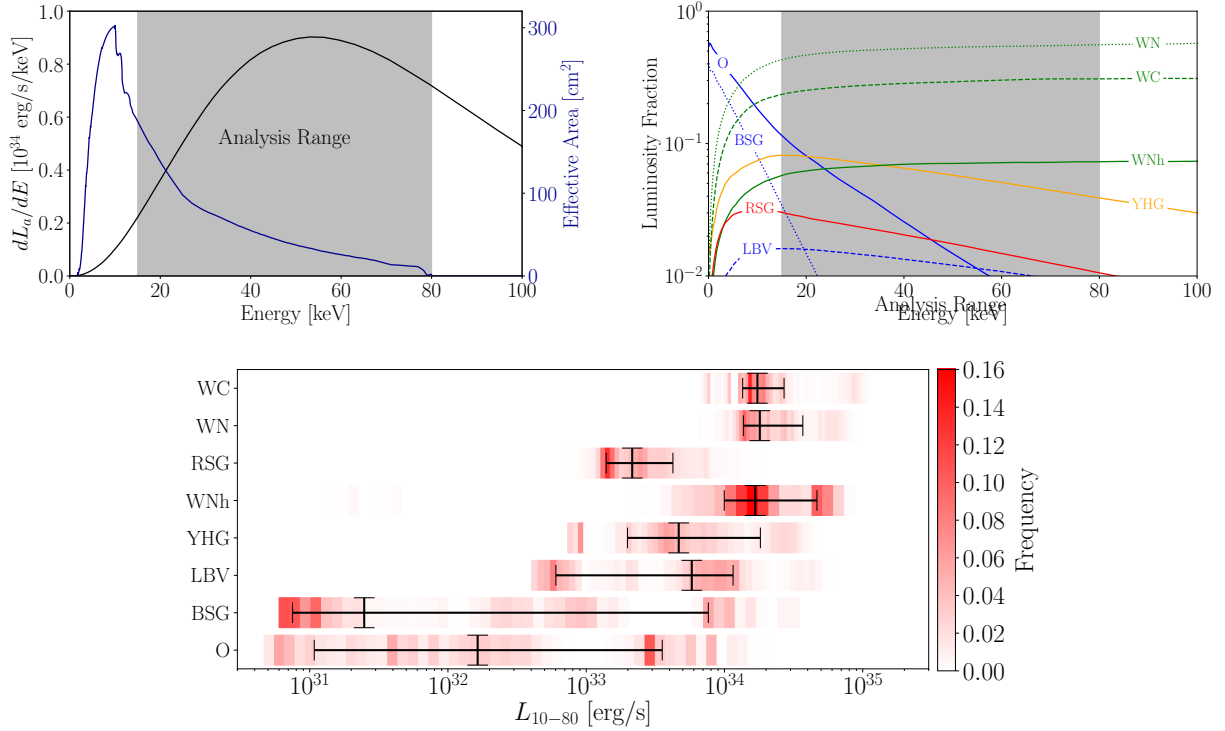 1.0
0.8
0.6
0.4
0.2
0.0
dL_a/dE [10^34 erg/s/keV]
0 20 40 60 80 100
Energy [keV]
Analysis Range
300
200
100
0
Effective Area [cm^2]
10^0
10^-1
10^-2
Luminosity Fraction
O
BSG
RSG
LBV
WN
WC
WNh
YHG
0 20 40 60 80 100
Analysis Range
Energy [keV]
WC
WN
RSG
WNh
YHG
LBV
BSG
O
10^31 10^32 10^33 10^34 10^35
L_10−80 [erg/s]
0.16
0.14
0.12
0.10
0.08
0.06
0.04
0.02
0.00
Frequency